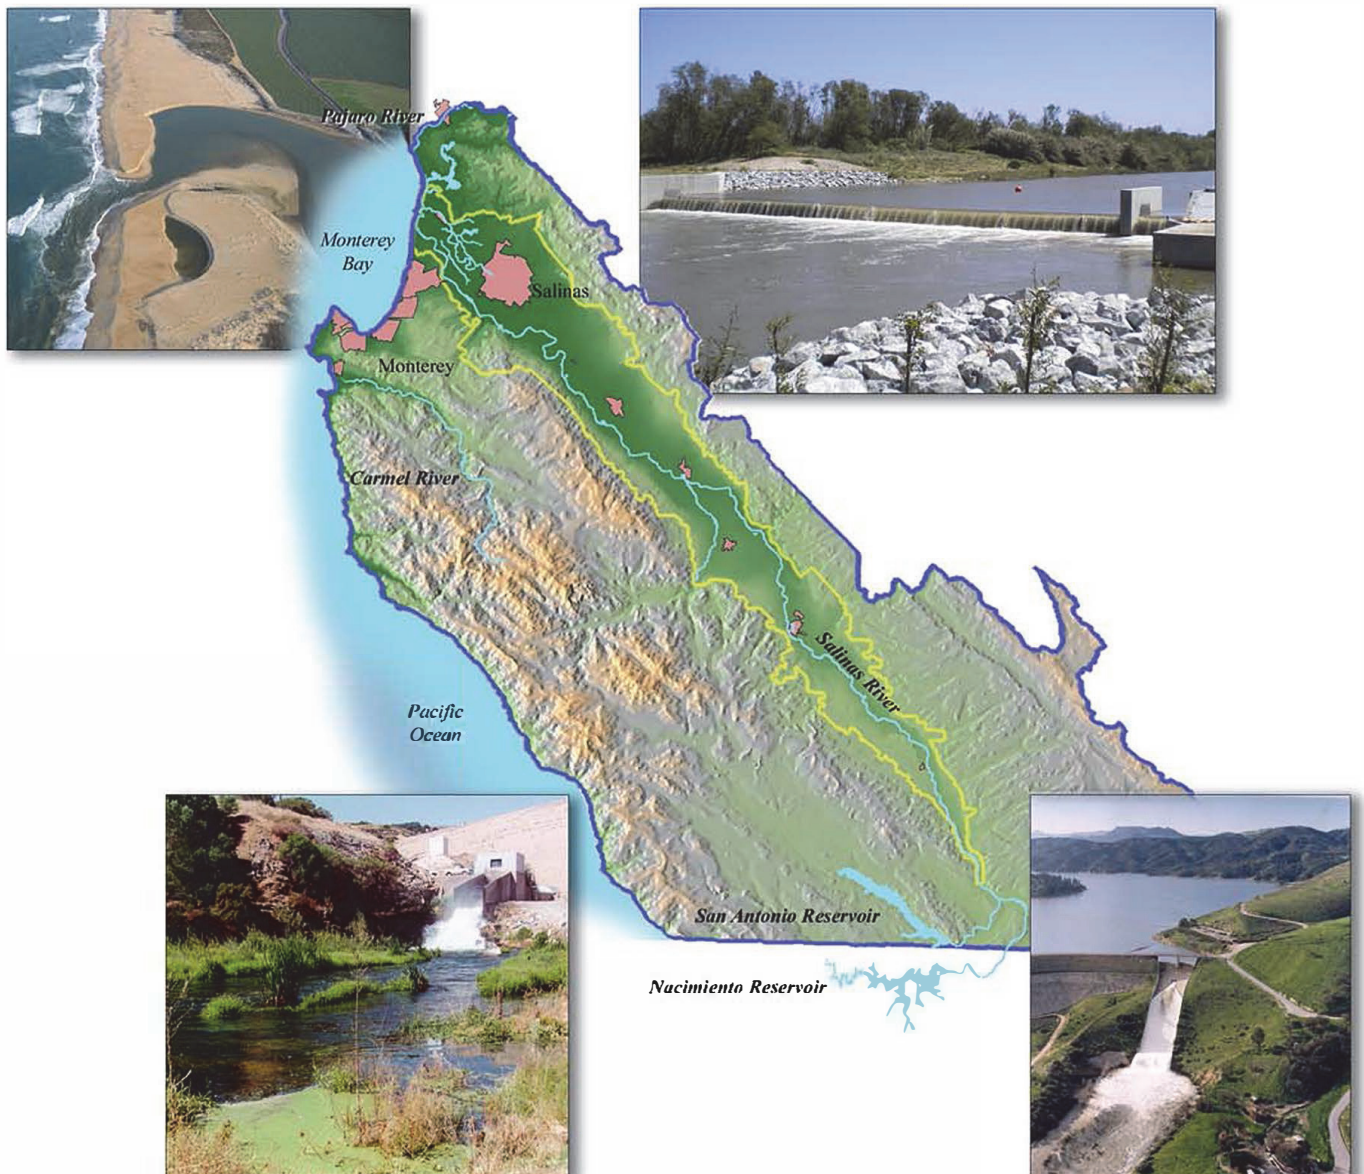 Pajaro River
Monterey
Bay
Salinas
Monterey
Carmel River
Salinas River
Pacific
Ocean
San Antonio Reservoir
Nacimiento Reservoir